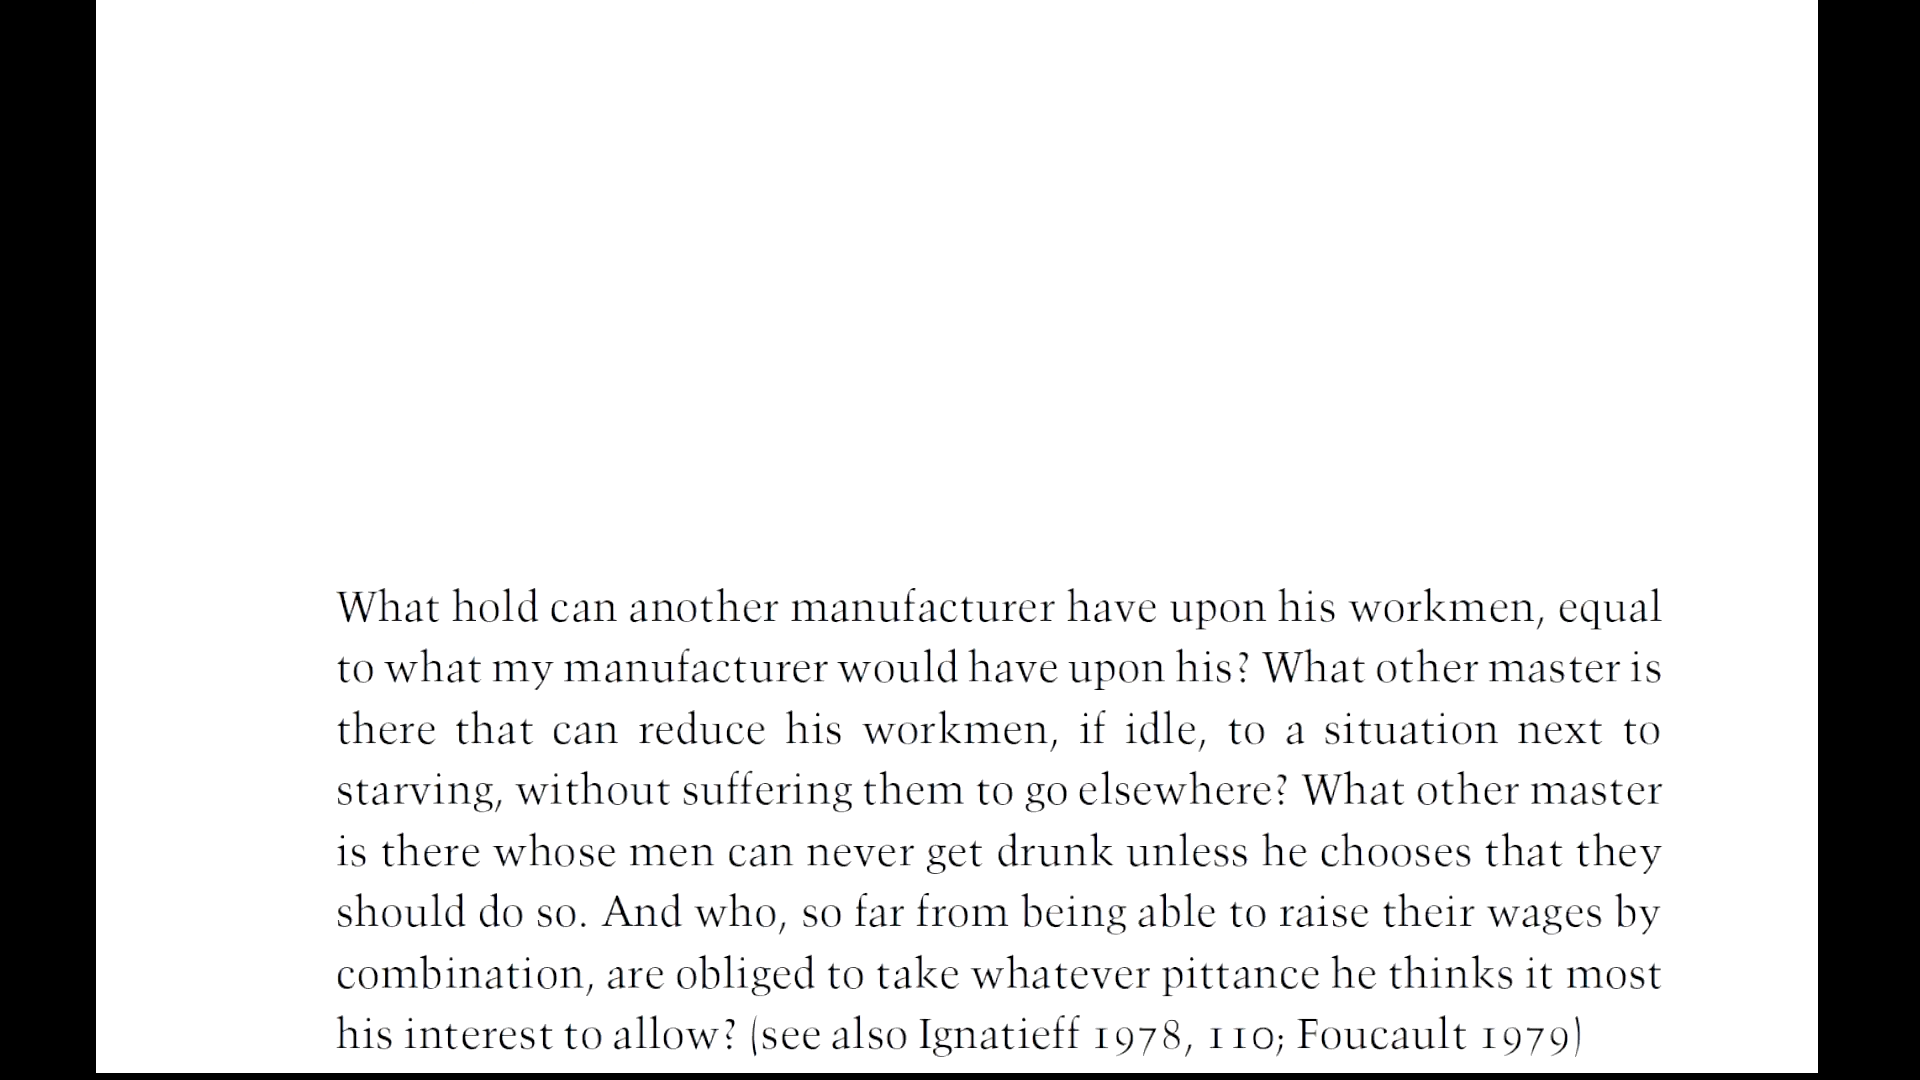 What hold can another manufacturer have upon his workmen, equal
to what my manufacturer would have upon his? What other master is
there that can reduce his workmen, if idle, to a situation next to
starving, without suffering them to go elsewhere? What other master
is there whose men can never get drunk unless he chooses that they
should do so. And who, so far from being able to raise their wages by
combination, are obliged to take whatever pittance he thinks it most
his interest to allow? (see also Ignatieff 1978, 110; Foucault 1979)